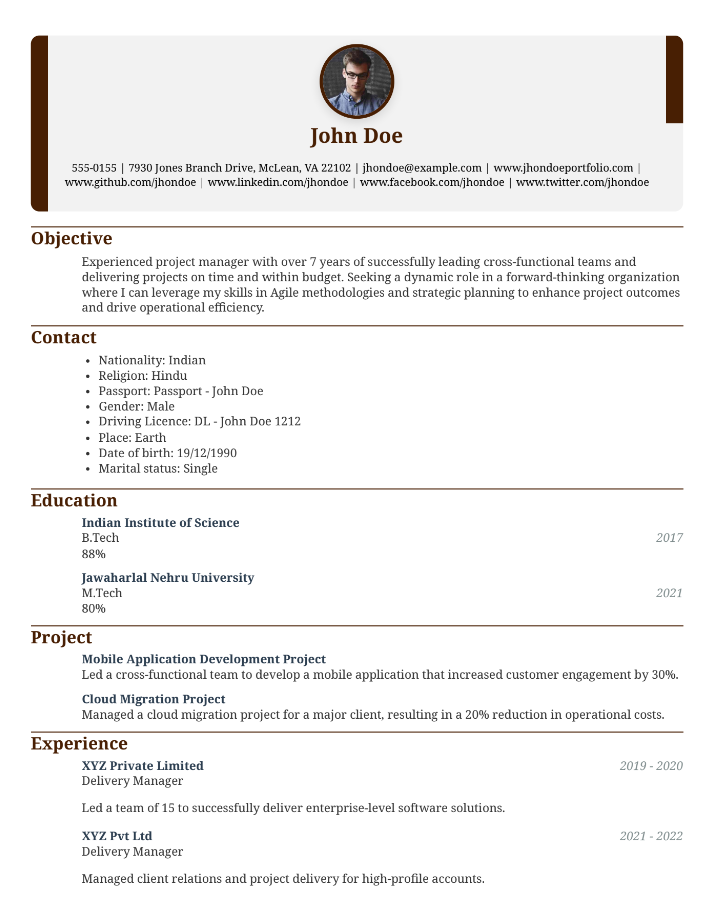 John Doe
555-0155 | 7930 Jones Branch Drive, McLean, VA 22102 | jhondoe@example.com | www.jhondoeportfolio.com |
www.github.com/jhondoe | www.linkedin.com/jhondoe | www.facebook.com/jhondoe | www.twitter.com/jhondoe
Objective
Experienced project manager with over 7 years of successfully leading cross-functional teams and
delivering projects on time and within budget. Seeking a dynamic role in a forward-thinking organization
where I can leverage my skills in Agile methodologies and strategic planning to enhance project outcomes
and drive operational efficiency.
Contact
• Nationality: Indian
• Religion: Hindu
• Passport: Passport - John Doe
• Gender: Male
• Driving Licence: DL - John Doe 1212
• Place: Earth
• Date of birth: 19/12/1990
• Marital status: Single
Education
Indian Institute of Science
B.Tech 2017
88%
Jawaharlal Nehru University
M.Tech 2021
80%
Project
Mobile Application Development Project
Led a cross-functional team to develop a mobile application that increased customer engagement by 30%.
Cloud Migration Project
Managed a cloud migration project for a major client, resulting in a 20% reduction in operational costs.
Experience
XYZ Private Limited 2019 - 2020
Delivery Manager
Led a team of 15 to successfully deliver enterprise-level software solutions.
XYZ Pvt Ltd 2021 - 2022
Delivery Manager
Managed client relations and project delivery for high-profile accounts.